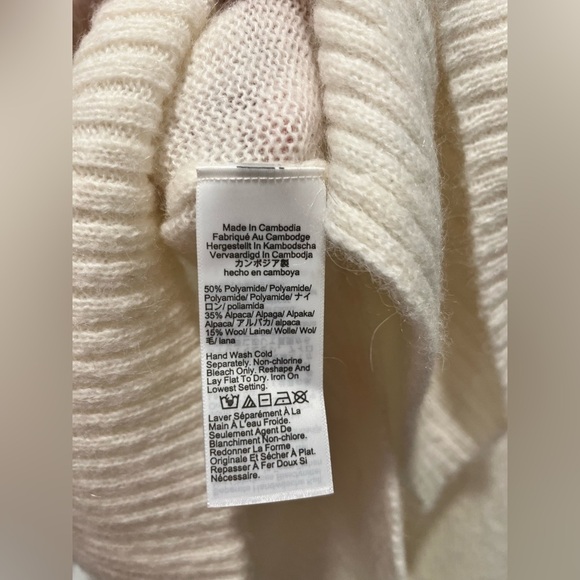 Made In Cambodia
Fabriqué Au Cambodge
Hergestellt In Kambodscha
Vervaardigd In Cambodja
カンボジア製
hecho en camboya
50% Polyamide/ Polyamide/
Polyamide/ Polyamide/ ナイ
ロン/ poliamida
35% Alpaca/ Alpaga/ Alpaka/
Alpaca/ アルパカ/ alpaca
15% Wool/ Laine/ Wolle/ Wol/
毛/ lana
Hand Wash Cold
Separately. Non-chlorine
Bleach Only. Reshape And
Lay Flat To Dry. Iron On
Lowest Setting.
Laver Séparément À La
Main À L'eau Froide.
Seulement Agent De
Blanchiment Non-chlore.
Redonner La Forme
Originale Et Sécher À Plat.
Repasser À Fer Doux Si
Nécessaire.